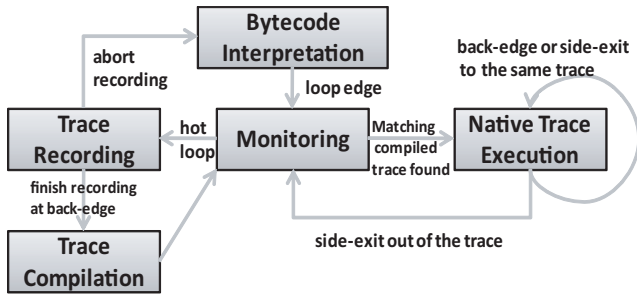 Bytecode
Interpretation
back-edge or side-exit
to the same trace
abort
recording
loop edge
Trace
Recording
hot
loop
Monitoring
Matching
compiled
trace found
Native Trace
Execution
finish recording
at back-edge
side-exit out of the trace
Trace
Compilation